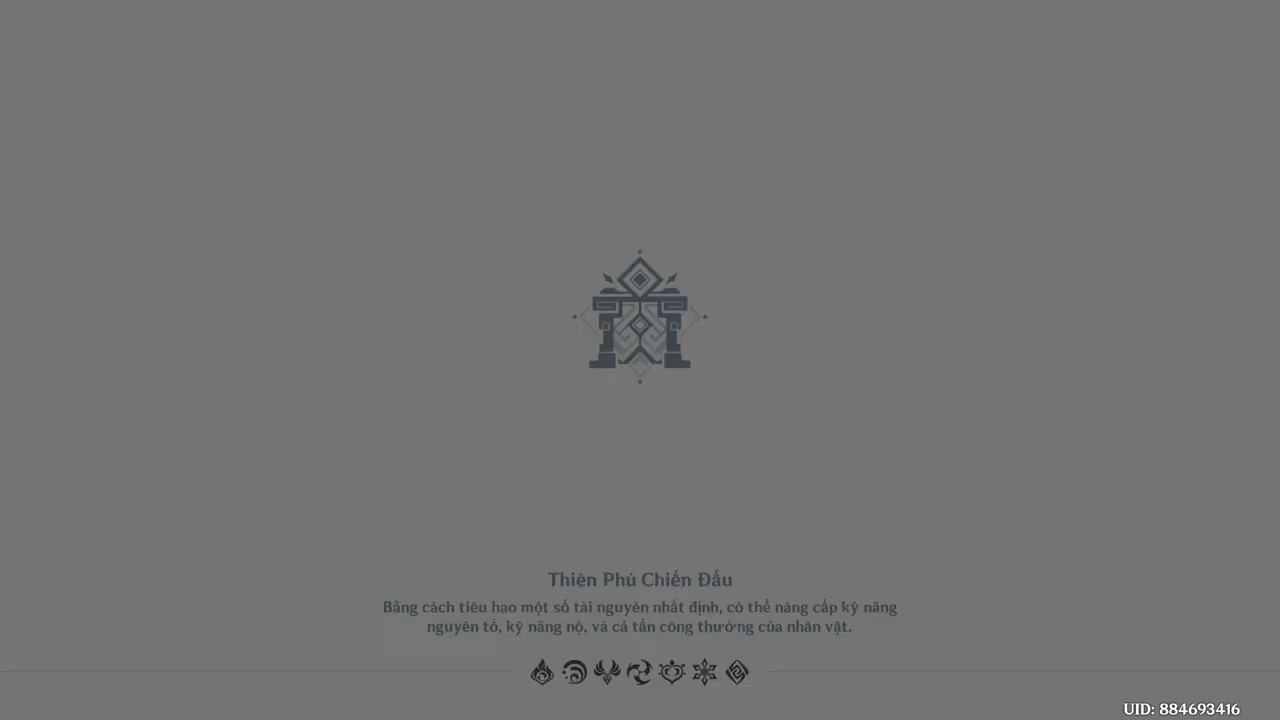 Thiên Phú Chiến Đấu
Bằng cách tiêu hao một số tài nguyên nhất định, có thể nâng cấp kỹ năng
nguyên tố, kỹ năng nộ, và cả tấn công thường của nhân vật.
UID: 884693416